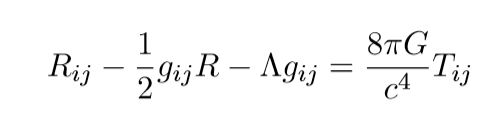 R_{ij} - \frac{1}{2} g_{ij} R - \Lambda g_{ij} = \frac{8\pi G}{c^4} T_{ij}